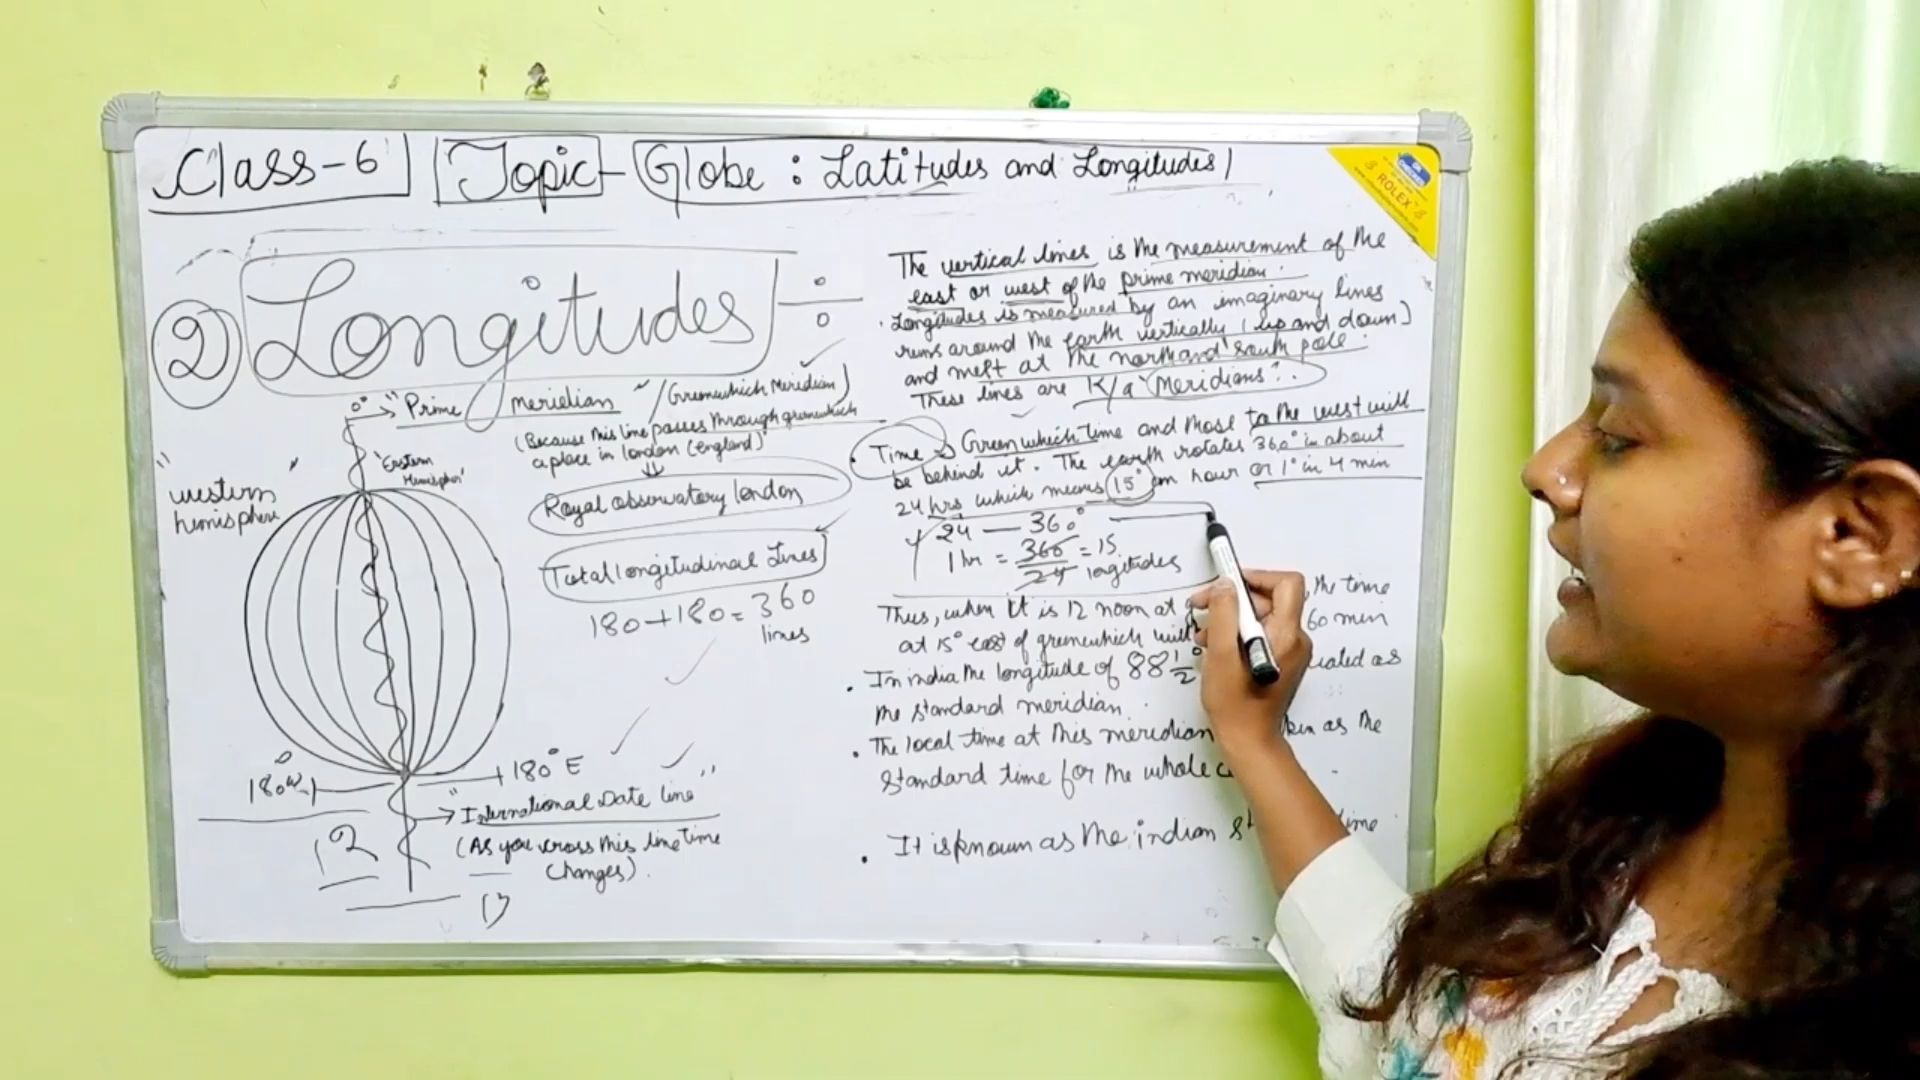 Class-6 Topic - Globe : Latitudes and Longitudes
2 Longitudes
0° → "Prime meridian" / (Greenwhich Meridian)
(Because this line passes through greenwhich
a place in london (england)
Royal observatory london
Total longitudinal Lines
180+180=360
lines
"Eastern
Hemisphere"
"western
hemisphere"
180°W
180°E
→ "International Date line"
(As you cross this line time
changes).
12
13
The vertical lines is the measurement of the
east or west of the prime meridian.
Longitudes is measured by an imaginary lines
runs around the earth vertically (up and down)
and meet at the north and south pole.
These lines are K/a "Meridians".
• Time → Greenwhich time and those to the west will
be behind it. The earth rotates 360° in about
24 hrs which means 15° an hour or 1° in 4 min
24 — 360°
1 hr = 360/24 = 15
longitudes
Thus, when it is 12 noon at the time
at 15° east of greenwhich will 60 min
• In india the longitude of 88 1/2° as
the standard meridian.
• The local time at this meridian as the
standard time for the whole
• It is known as the indian
ROLEX